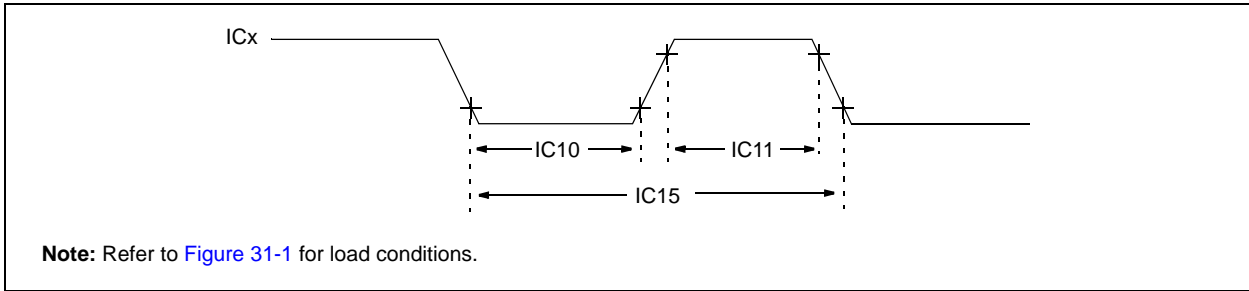 ICx
IC10
IC11
IC15
Note: Refer to Figure 31-1 for load conditions.